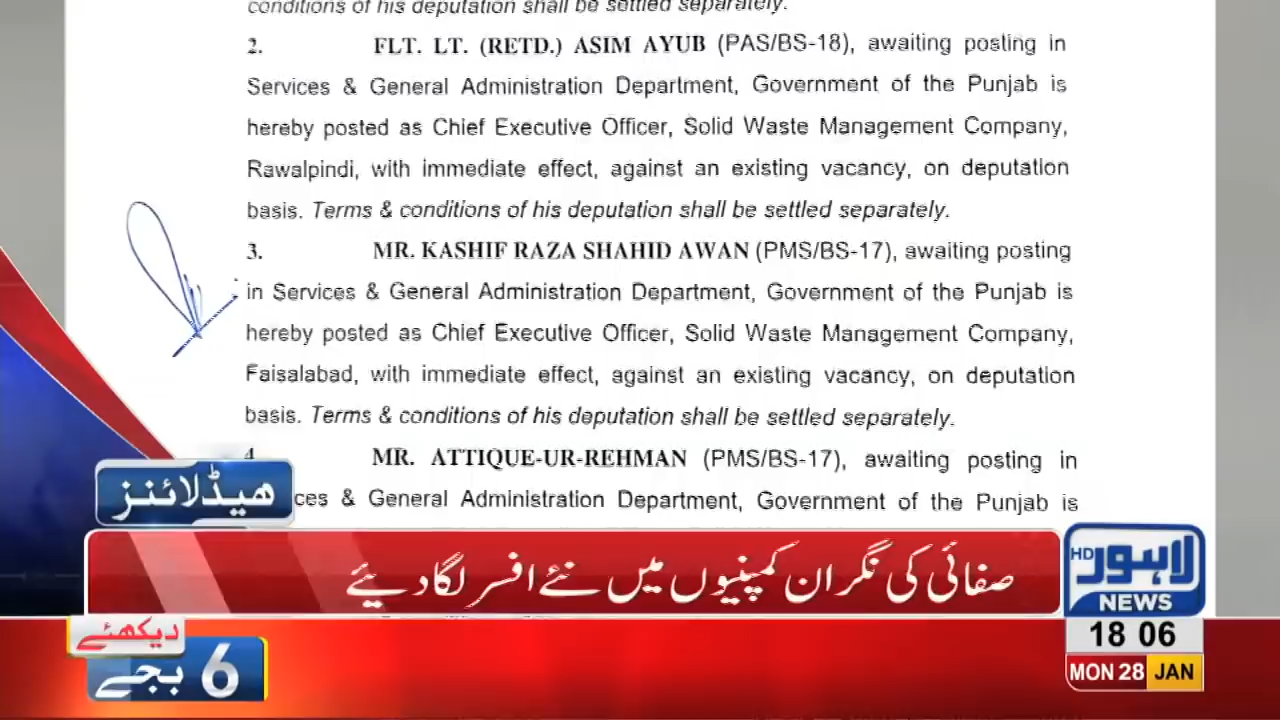 conditions of his deputation shall be settled separately.
2. FLT. LT. (RETD.) ASIM AYUB (PAS/BS-18), awaiting posting in
Services & General Administration Department, Government of the Punjab is
hereby posted as Chief Executive Officer, Solid Waste Management Company,
Rawalpindi, with immediate effect, against an existing vacancy, on deputation
basis. Terms & conditions of his deputation shall be settled separately.
3. MR. KASHIF RAZA SHAHID AWAN (PMS/BS-17), awaiting posting
in Services & General Administration Department, Government of the Punjab is
hereby posted as Chief Executive Officer, Solid Waste Management Company,
Faisalabad, with immediate effect, against an existing vacancy, on deputation
basis. Terms & conditions of his deputation shall be settled separately.
4. MR. ATTIQUE-UR-REHMAN (PMS/BS-17), awaiting posting in
ces & General Administration Department, Government of the Punjab is
ھیڈلائنز
صفائی کی نگران کمپنیوں میں نئے افسر لگا دیئے
HD لاہور
NEWS
18 06
MON 28 JAN
دیکھئے
6 بجے